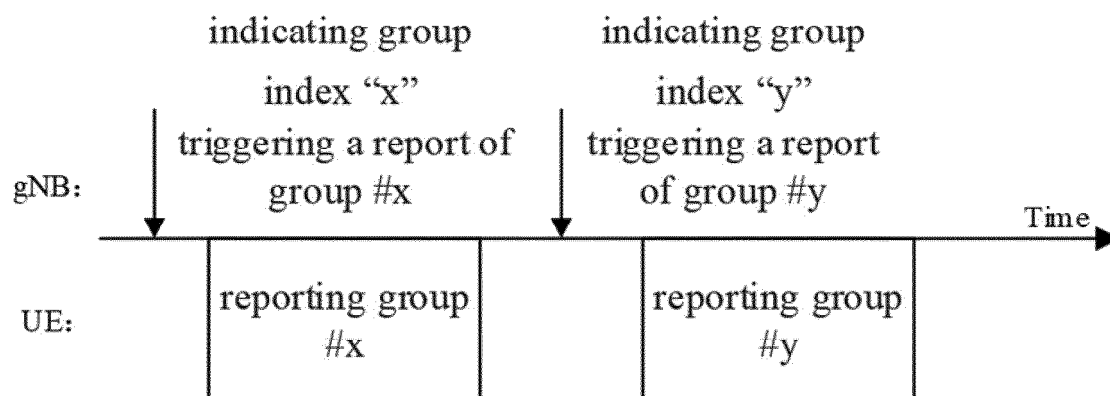 indicating group
index “x”
triggering a report of
group #x
indicating group
index “y”
triggering a report
of group #y
gNB:
Time
UE:
reporting group
#x
reporting group
#y